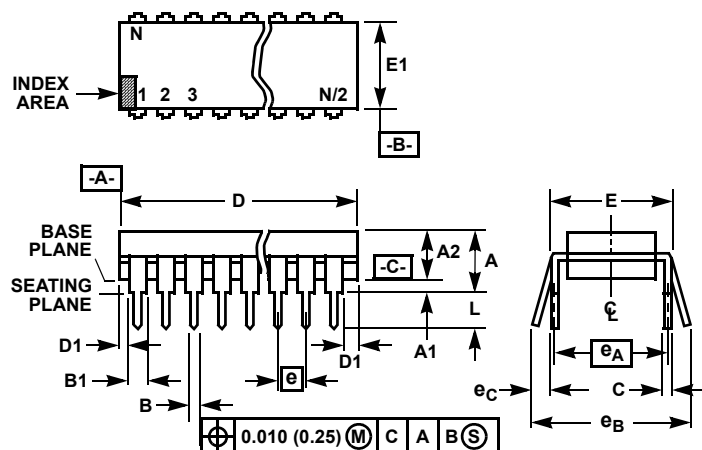 N
INDEX
AREA
1 2 3 N/2
E1
-B-
-A-
D
E
BASE
PLANE
A2
A
-C-
SEATING
PLANE
L
C
L
D1
A1
D1
eA
B1
e
eC
C
B
eB
0.010 (0.25) M C A B S